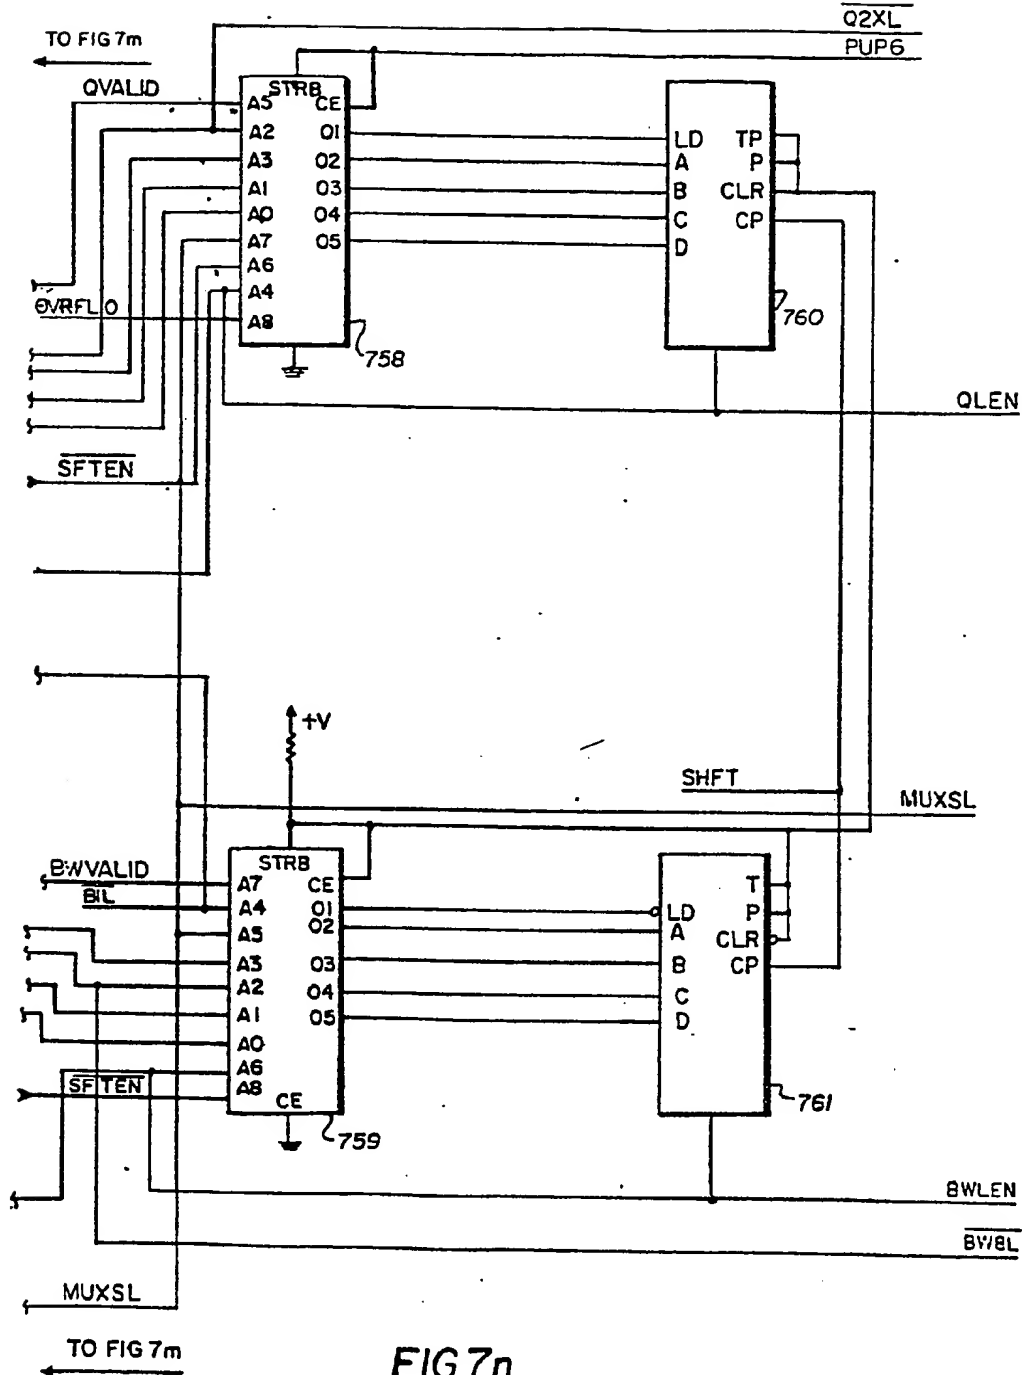 Q2XL
TO FIG 7m
PUP6
QVALID
STRB
A5 CE
A2 O1
A3 O2
A1 O3
A0 O4
A7 O5
A6
A4
A8
OVRFLO
758
LD TP
A P
B CLR
C CP
D
760
QLEN
SFTEN
+V
SHFT
MUXSL
BWVALID
BIL
STRB
A7 CE
A4 O1
A5 O2
A3 O3
A2 O4
A1 O5
A0
A6
A8
CE
SFTEN
759
T
LD P
A CLR
B CP
C
D
761
BWLEN
BWBL
MUXSL
TO FIG 7m
FIG 7n